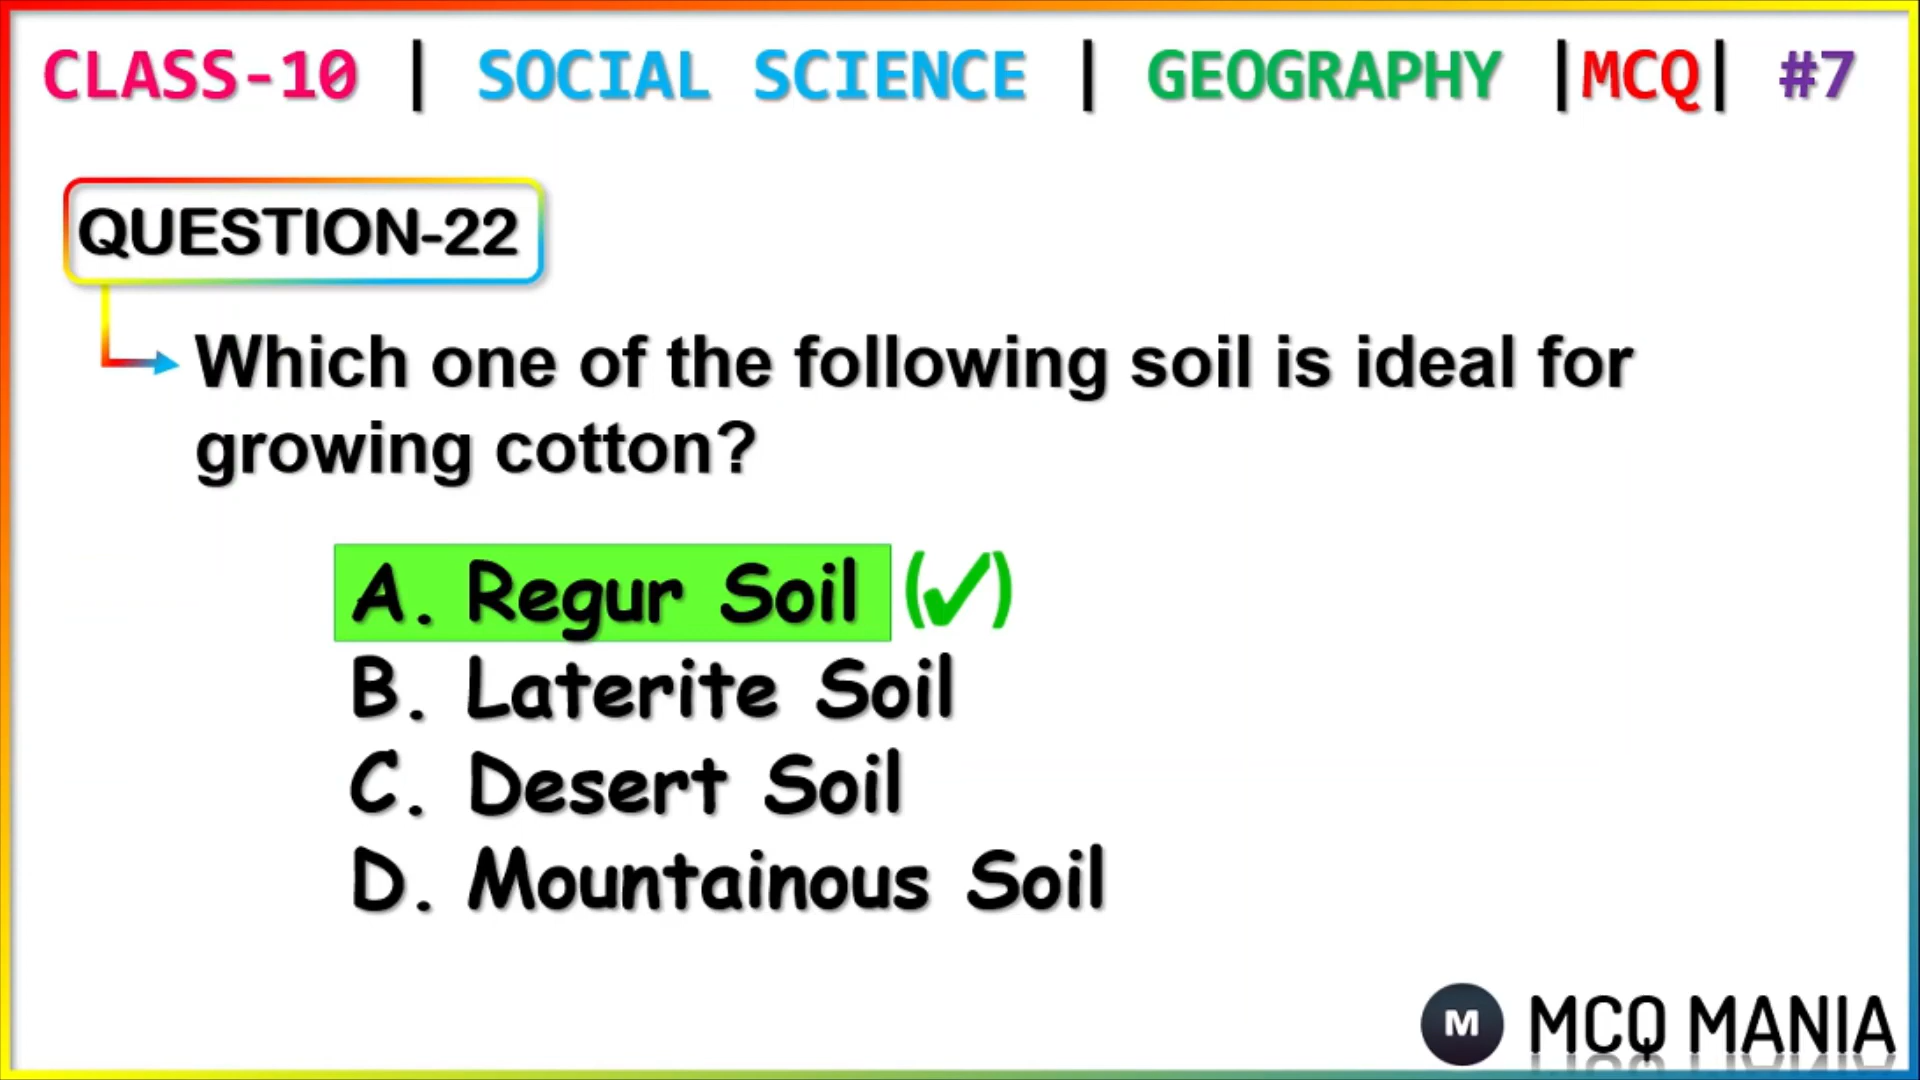 CLASS-10 | SOCIAL SCIENCE | GEOGRAPHY |MCQ| #7
QUESTION-22
Which one of the following soil is ideal for
growing cotton?
A. Regur Soil (✓)
B. Laterite Soil
C. Desert Soil
D. Mountainous Soil
M MCQ MANIA